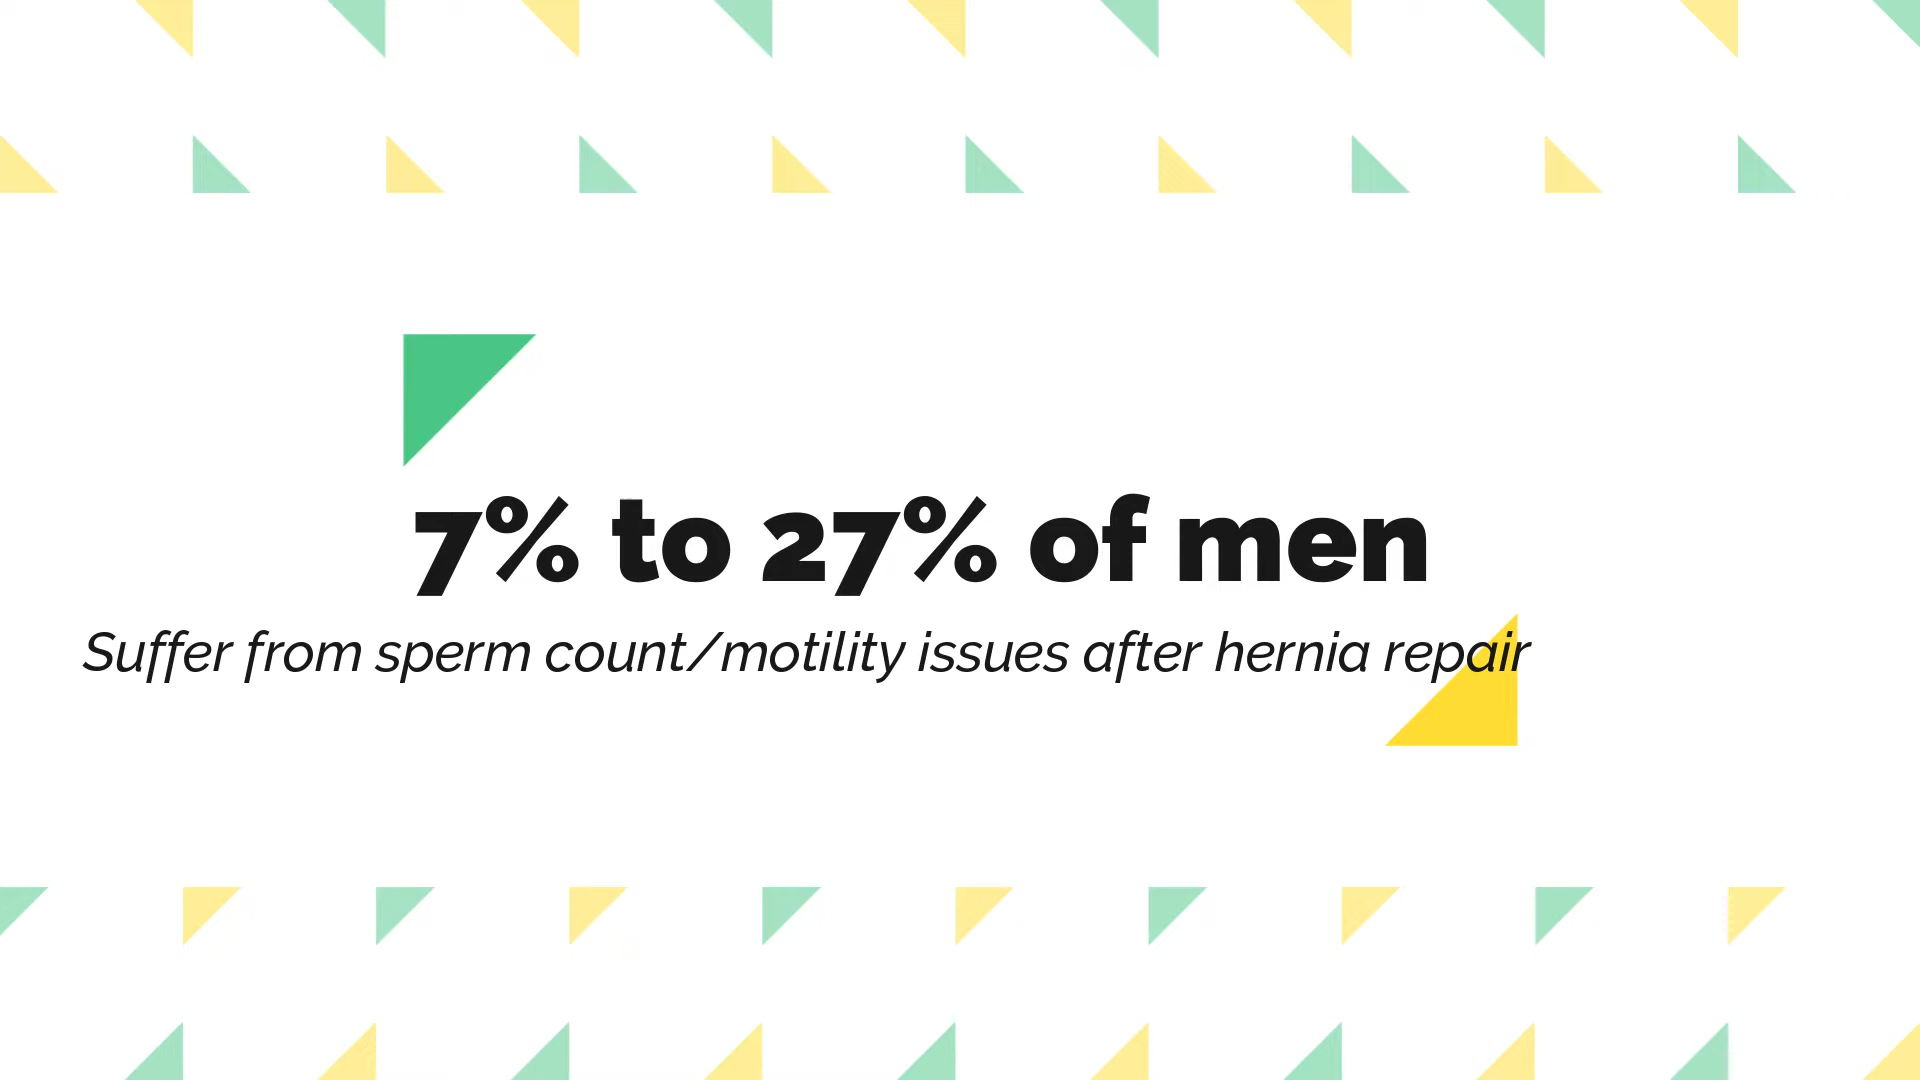 7% to 27% of men
Suffer from sperm count/motility issues after hernia repair